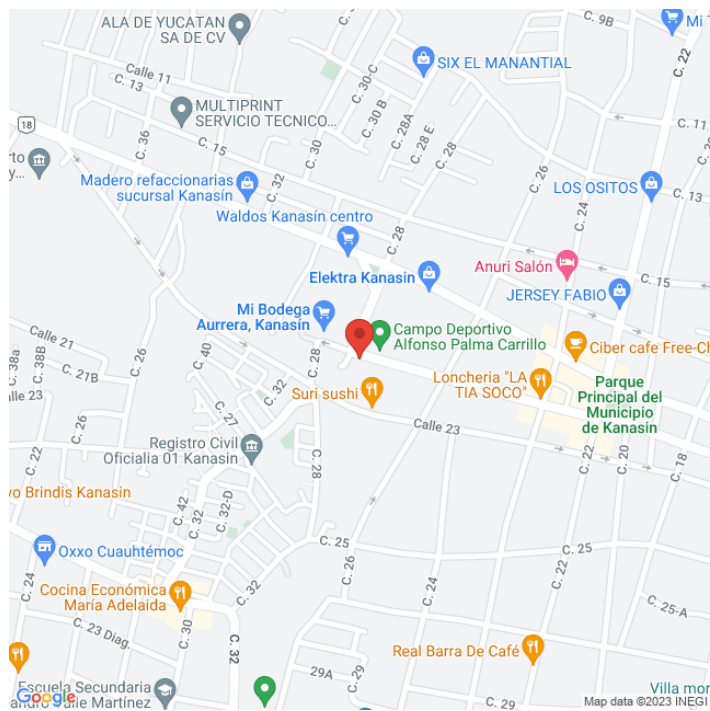 ALA DE YUCATAN
SA DE CV
C. 9B
Mi T
C. 22
SIX EL MANANTIAL
Calle 11
C. 13
C. 30-C
C. 30 B
C. 28A
C. 28 E
C. 11
MULTIPRINT
SERVICIO TECNICO...
18
C. 36
C. 15
C. 30
C. 28
C. 26
rto
y...
Madero refaccionarias
sucursal Kanasín
C. 32
LOS OSITOS
C. 13
C. 24
Waldos Kanasín centro
C. 28
Anuri Salón
C. 15
Elektra Kanasin
JERSEY FABIO
Mi Bodega
Aurrera, Kanasín
Campo Deportivo
Alfonso Palma Carrillo
Ciber cafe Free-Ch
Calle 21
C. 38a
C. 38B
C. 26
C. 40
C. 21B
C. 28
C. 32
Loncheria "LA
TIA SOCO"
Parque
Principal del
Municipio
de Kanasin
alle 23
Suri sushi
C. 27
Calle 23
C. 26
C. 22
Registro Civil
Oficialia 01 Kanasin
C. 28
C. 22
C. 20
C. 18
vo Brindis Kanasin
C. 42
C. 32
C. 32-D
C. 25
C. 25
Oxxo Cuauhtémoc
C. 24
C. 32
C. 26
C. 24
C. 22
Cocina Económica
María Adelaida
C. 25-A
C. 23 Diag.
C. 30
C. 32
Real Barra De Café
29A
C. 29
Escuela Secundaria
eandro Valle Martínez
Villa mor
C. 29
Google
Map data ©2023 INEGI